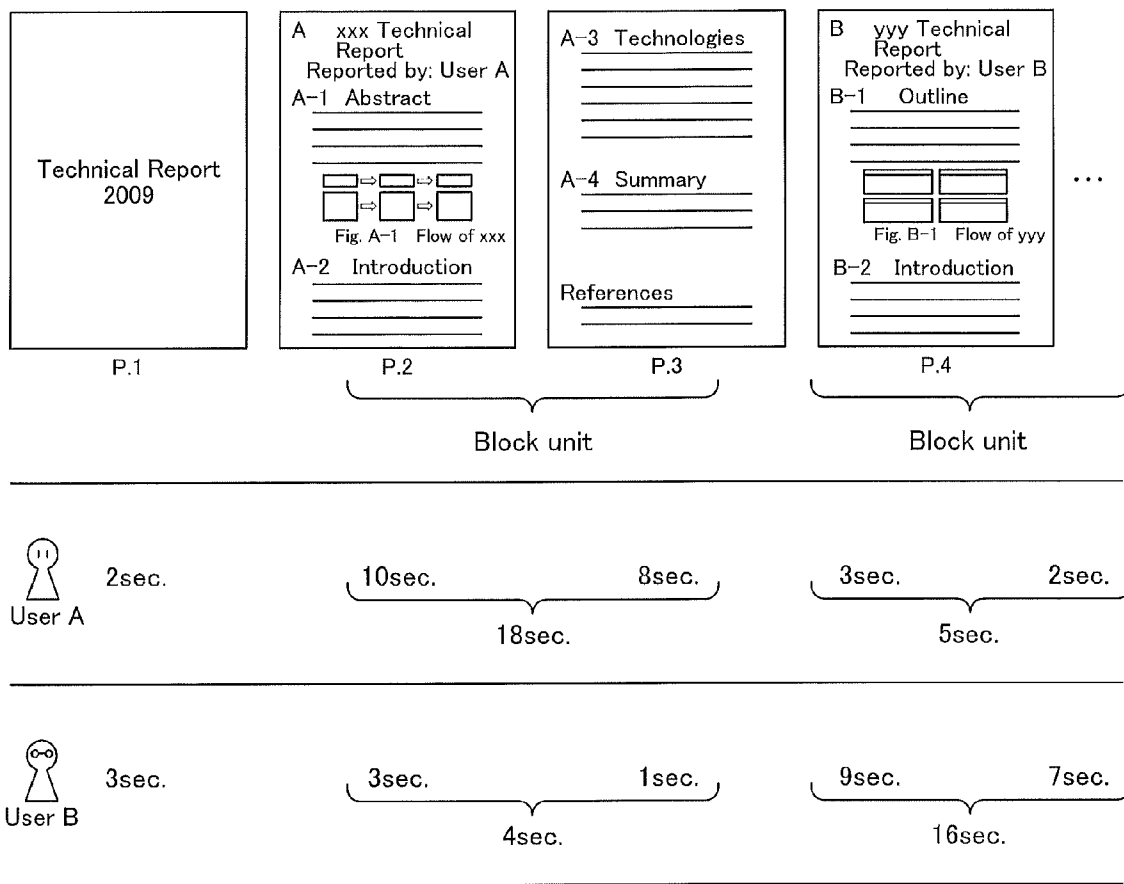 Technical Report
2009
A xxx Technical
Report
Reported by: User A
A-1 Abstract
Fig. A-1 Flow of xxx
A-2 Introduction
A-3 Technologies
A-4 Summary
References
B yyy Technical
Report
Reported by: User B
B-1 Outline
Fig. B-1 Flow of yyy
B-2 Introduction
...
P.1
P.2
P.3
P.4
Block unit
Block unit
User A
2sec.
10sec.
8sec.
18sec.
3sec.
2sec.
5sec.
User B
3sec.
3sec.
1sec.
4sec.
9sec.
7sec.
16sec.